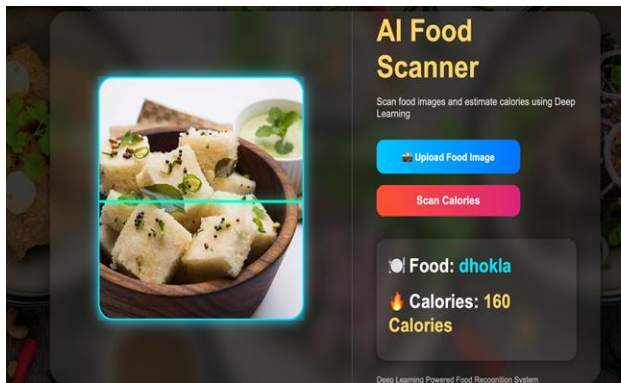 AI Food
Scanner
Scan food images and estimate calories using Deep
Learning
📸 Upload Food Image
Scan Calories
🍽️ Food: dhokla
🔥 Calories: 160
Calories
Deep Learning Powered Food Recognition System